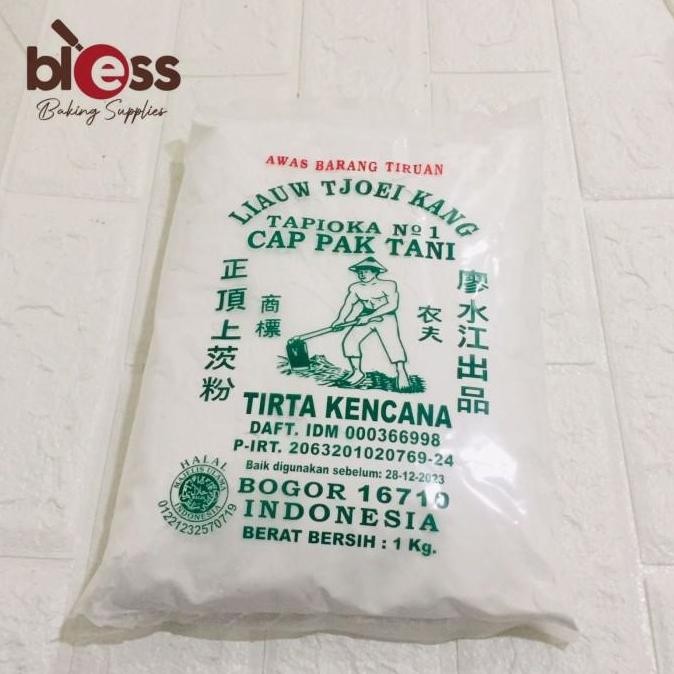 bless
Baking Supplies
AWAS BARANG TIRUAN
LIAUW TJOEI KANG
TAPIOKA No 1
CAP PAK TANI
正頂上茨粉
商標
农夫
廖水江出品
TIRTA KENCANA
DAFT. IDM 000366998
P-IRT. 2063201020769-24
Baik digunakan sebelum: 28-12-2023
HALAL
MAJELIS ULAMA
INDONESIA
01221232570719
BOGOR 16710
INDONESIA
BERAT BERSIH : 1 Kg.